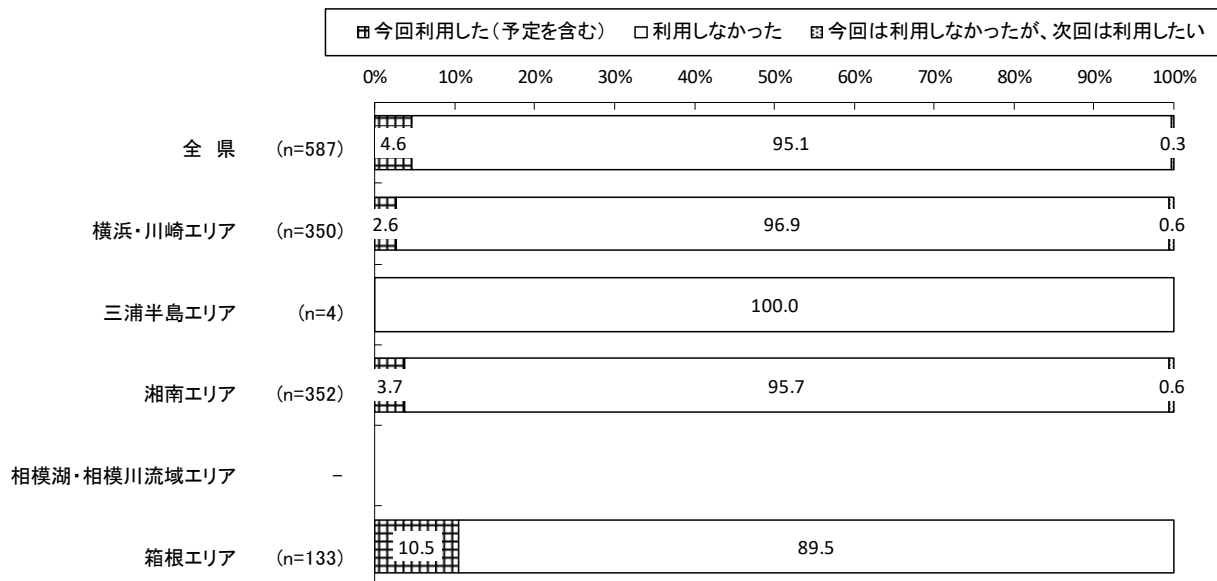 今回利用した(予定を含む) 利用しなかった 今回は利用しなかったが、次回は利用したい
0% 10% 20% 30% 40% 50% 60% 70% 80% 90% 100%
全 県 (n=587) 4.6 95.1 0.3
横浜・川崎エリア (n=350) 2.6 96.9 0.6
三浦半島エリア (n=4) 100.0
湘南エリア (n=352) 3.7 95.7 0.6
相模湖・相模川流域エリア −
箱根エリア (n=133) 10.5 89.5